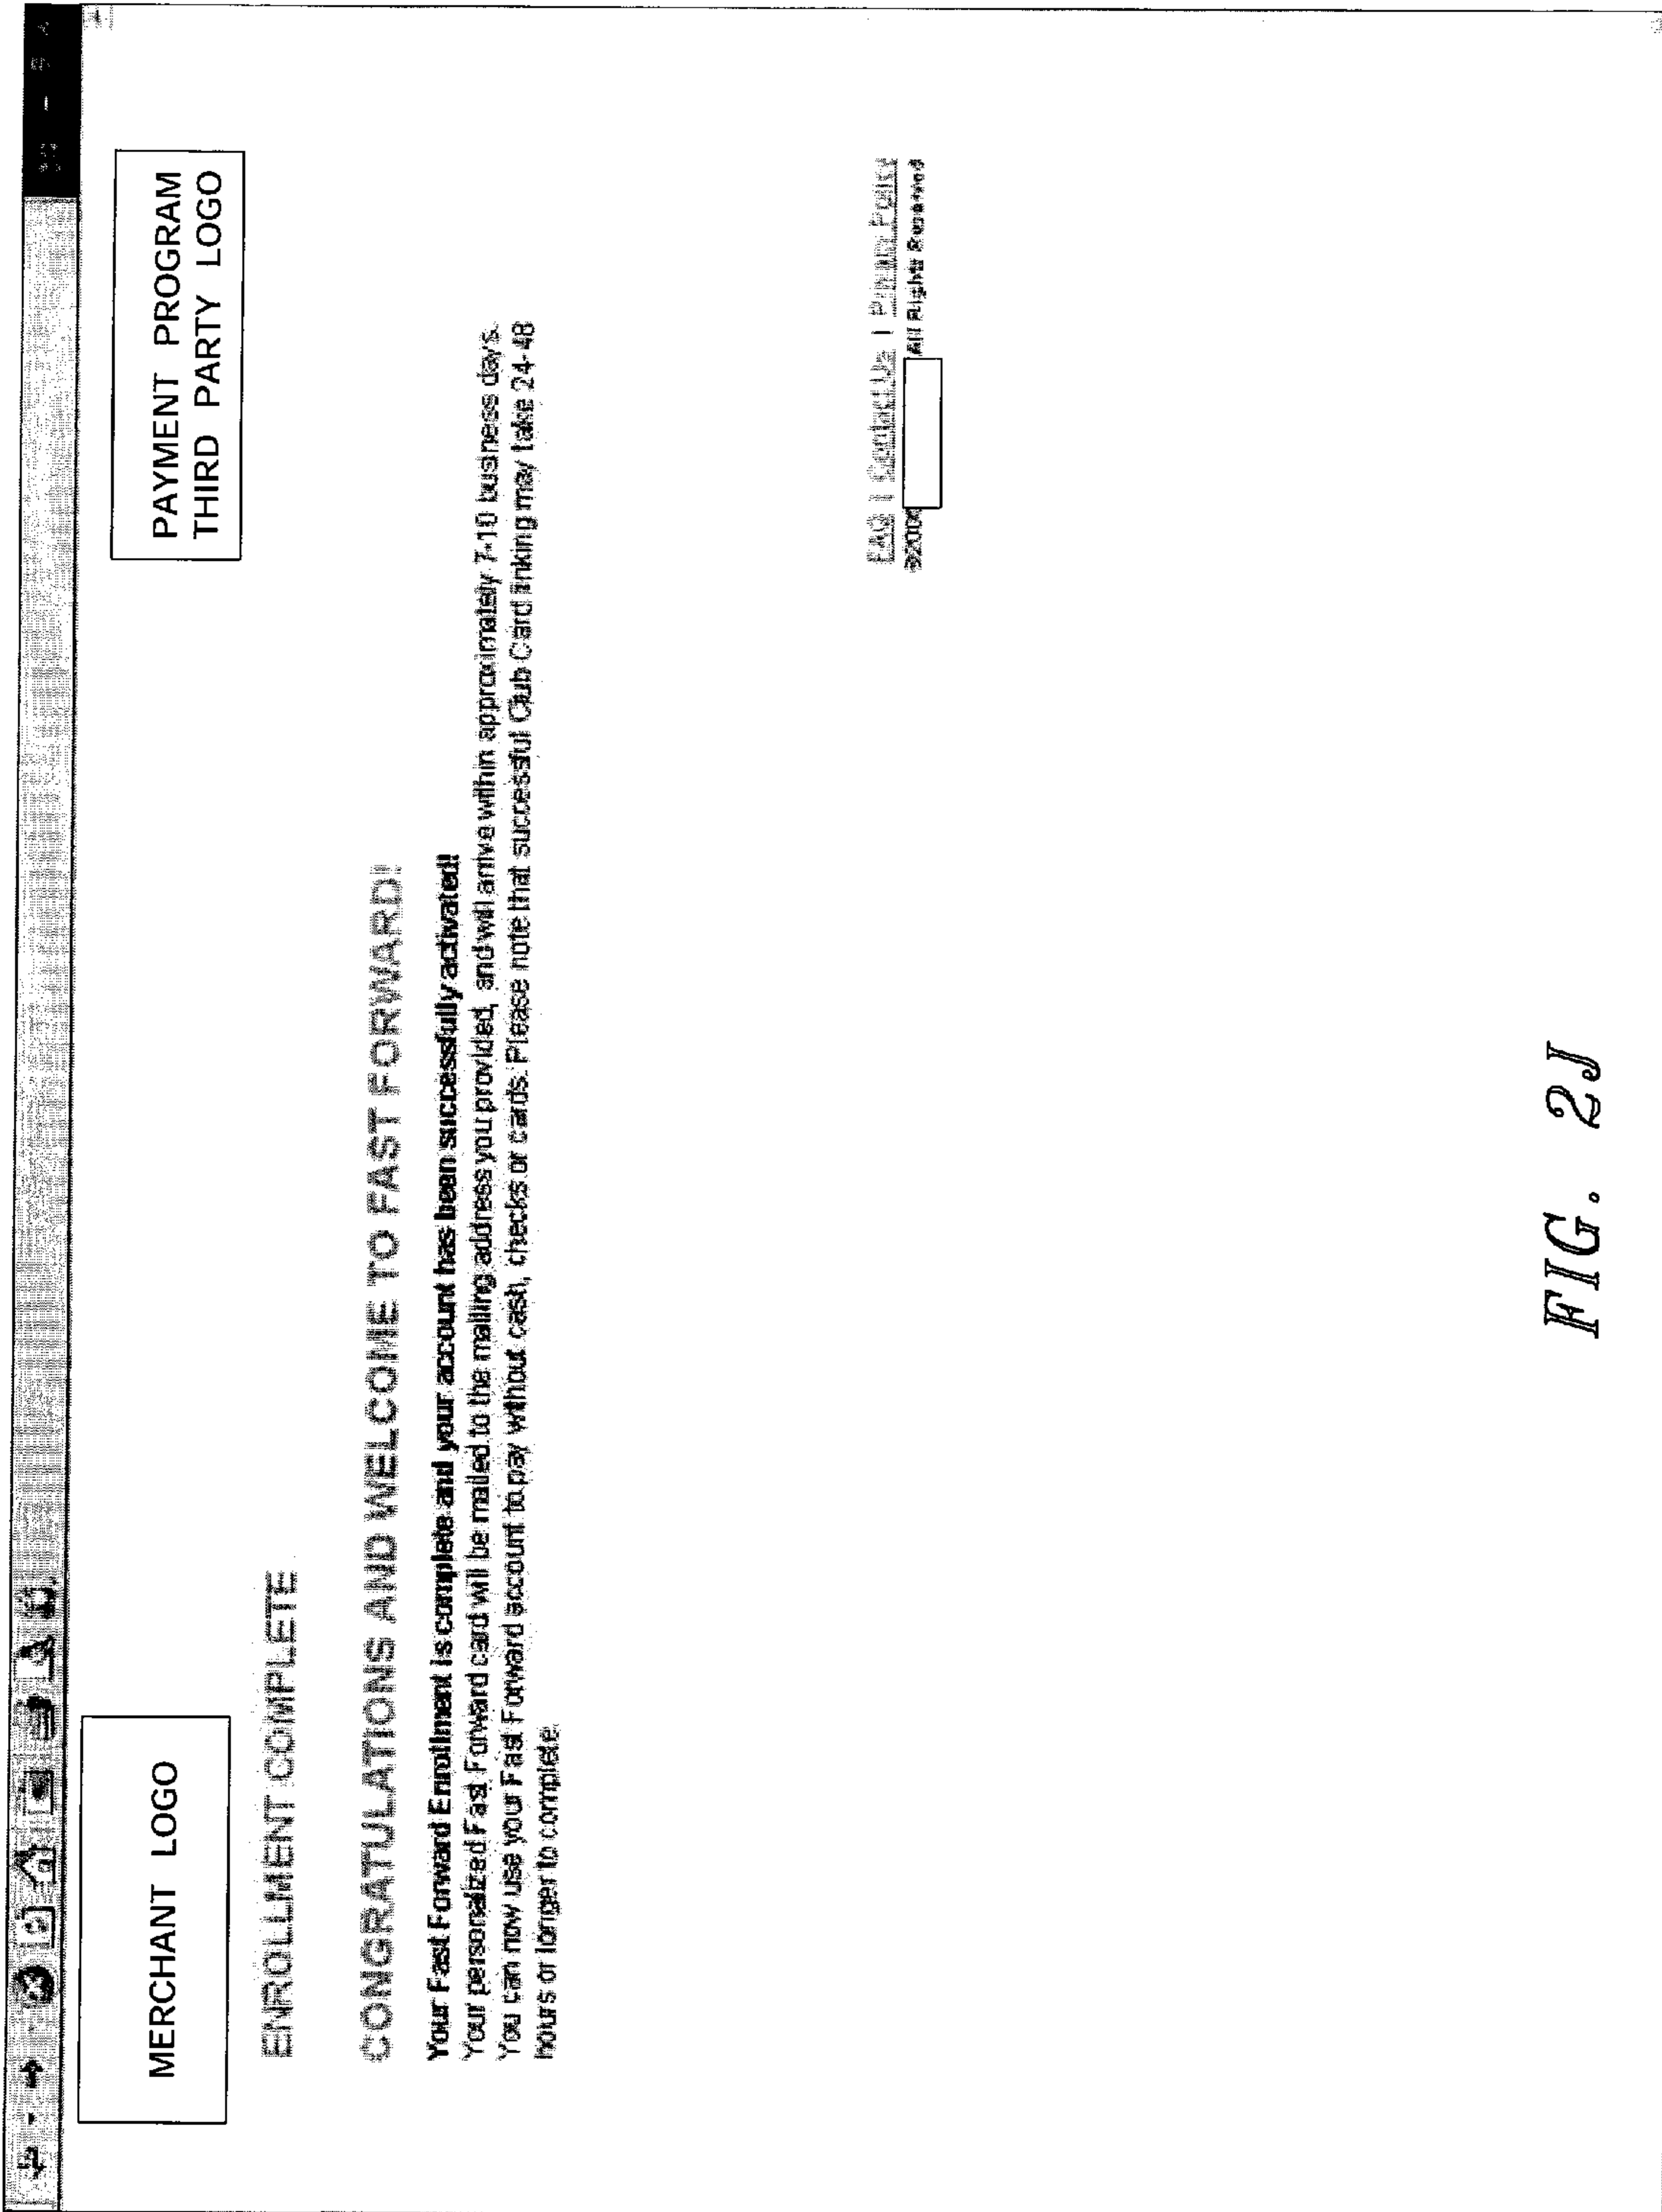 MERCHANT LOGO
PAYMENT PROGRAM
THIRD PARTY LOGO
ENROLLMENT COMPLETE
CONGRATULATIONS AND WELCOME TO FAST FORWARD!
Your Fast Forward Enrollment is complete and your account has been successfully activated!
Your personalized Fast Forward card will be mailed to the mailing address you provided, and will arrive within approximately 7-10 business days.
You can now use your Fast Forward account to pay without cash, checks or cards. Please note that successful Club Card linking may take 24-48
hours or longer to complete.
FAQ | Contact Us | Privacy Policy
All Rights Reserved
FIG. 2J